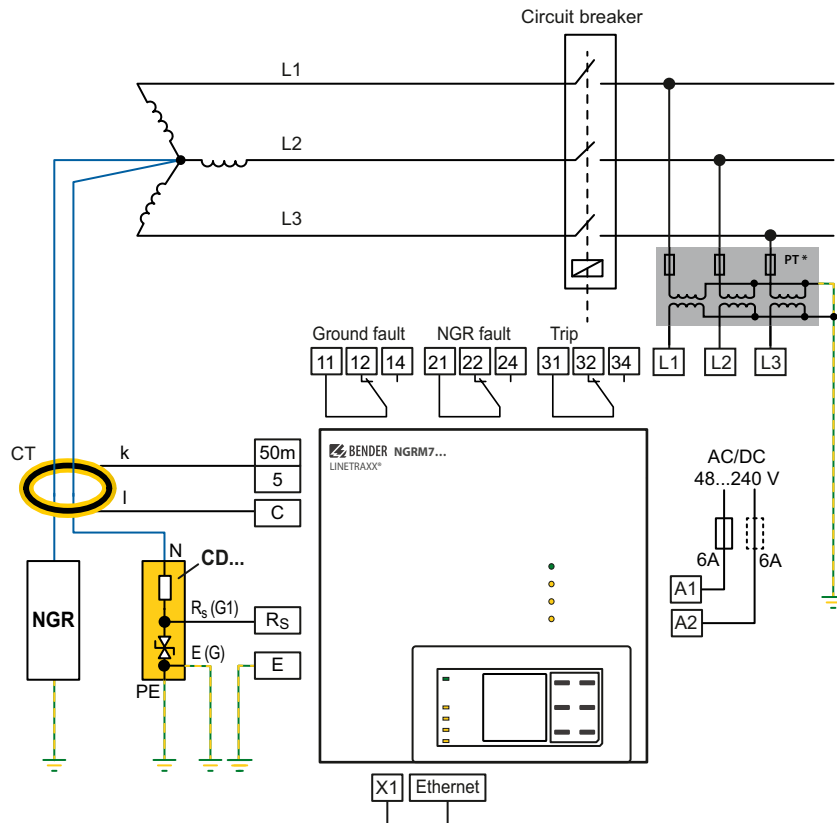 Circuit breaker
L1
L2
L3
PT *
Ground fault NGR fault Trip
11 12 14 21 22 24 31 32 34
L1 L2 L3
CT
k
l
50m
5
C
BENDER NGRM7...
LINETRAXX®
AC/DC
48...240 V
6A 6A
A1
A2
N
CD...
NGR
Rs (G1)
Rs
E (G)
E
PE
X1 Ethernet